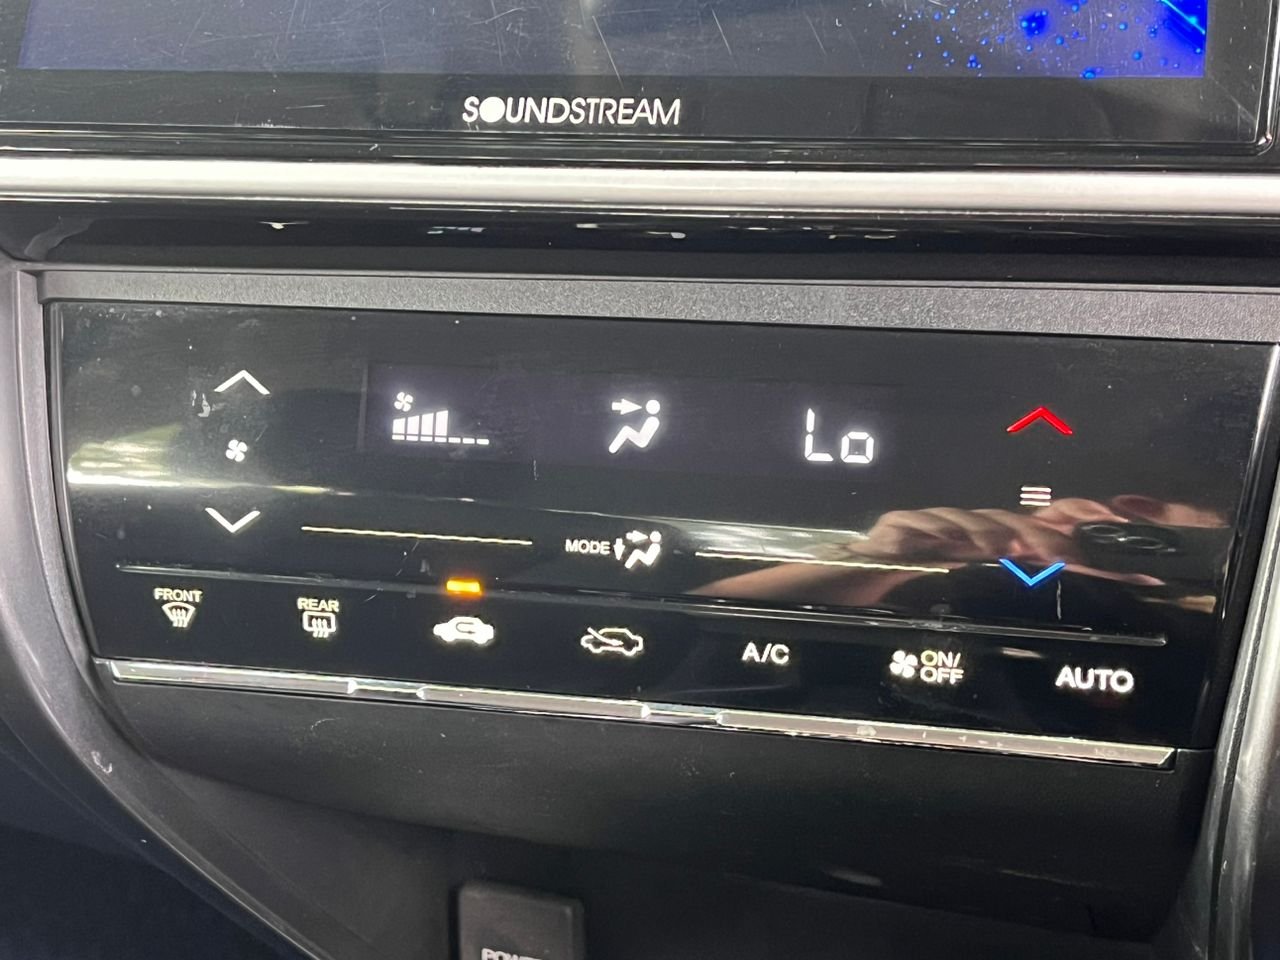 SOUNDSTREAM
Lo
MODE
FRONT
REAR
A/C
ON/
OFF
AUTO